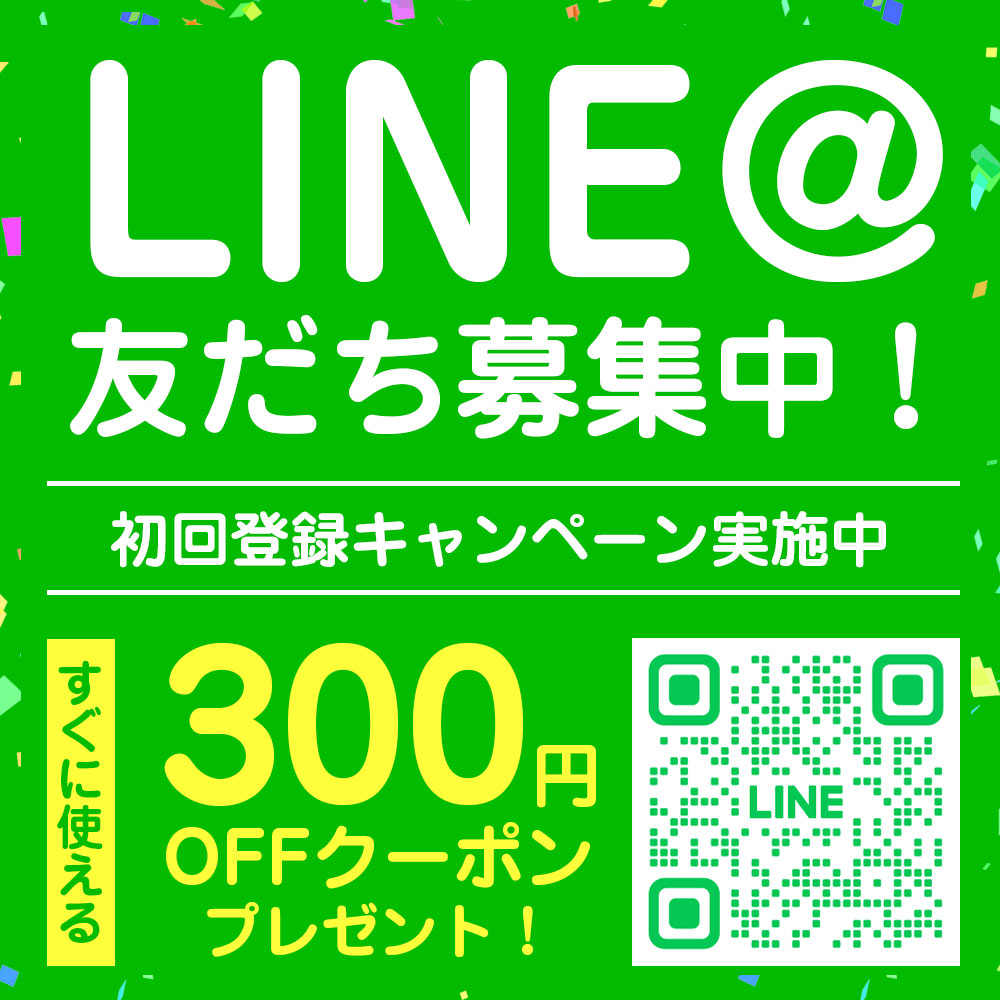 LINE@
友だち募集中！
初回登録キャンペーン実施中
すぐに使える
300円
OFFクーポン
プレゼント！
LINE